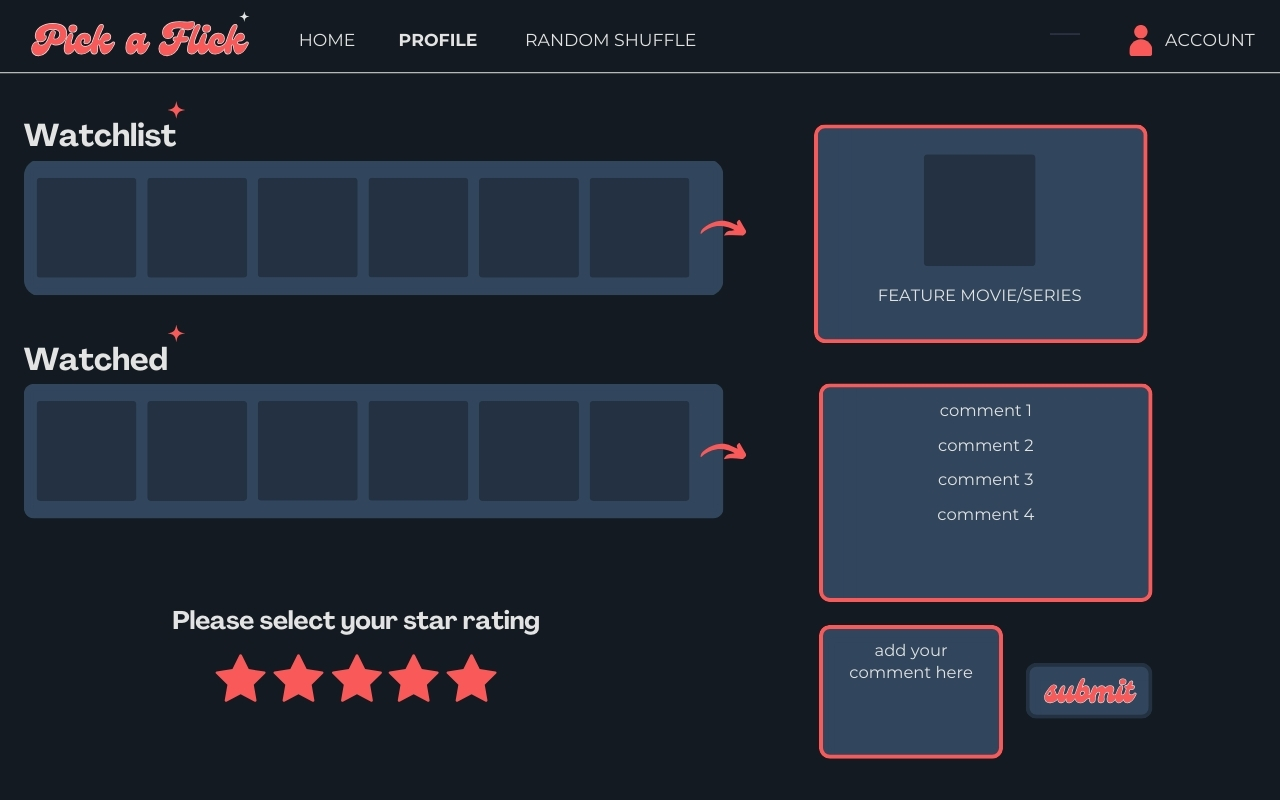 Pick a Flick
HOME
PROFILE
RANDOM SHUFFLE
ACCOUNT
Watchlist
Watched
Please select your star rating
FEATURE MOVIE/SERIES
comment 1
comment 2
comment 3
comment 4
add your
comment here
submit